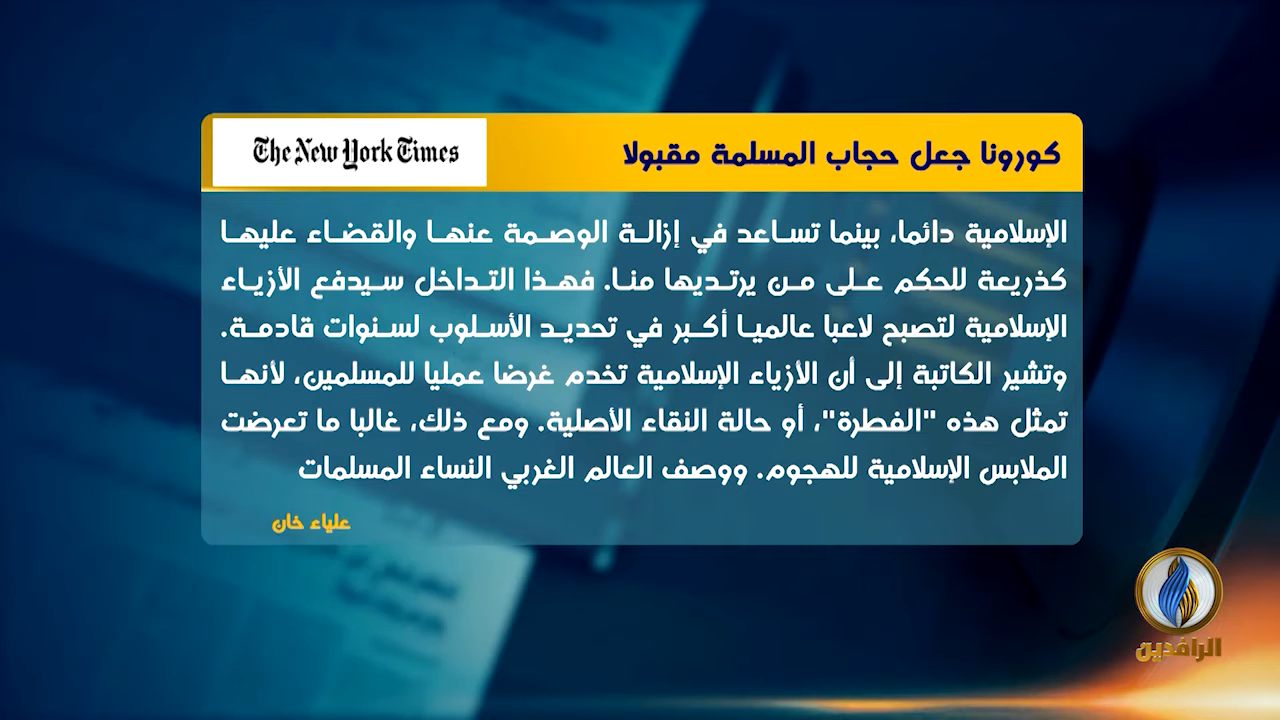 كورونا جعل حجاب المسلمة مقبولا
The New York Times
الإسلامية دائما، بينما تساعد في إزالة الوصمة عنها والقضاء عليها
كذريعة للحكم على من يرتديها منا. فهذا التداخل سيدفع الأزياء
الإسلامية لتصبح لاعبا عالميا أكبر في تحديد الأسلوب لسنوات قادمة.
وتشير الكاتبة إلى أن الأزياء الإسلامية تخدم غرضا عمليا للمسلمين، لأنها
تمثل هذه "الفطرة"، أو حالة النقاء الأصلية. ومع ذلك، غالبا ما تعرضت
الملابس الإسلامية للهجوم. ووصف العالم الغربي النساء المسلمات
علياء خان
الرافدين